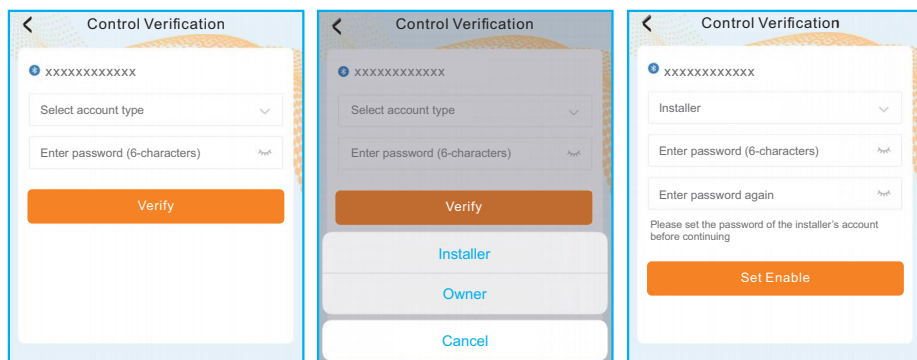 Control Verification
xxxxxxxxxxxx
Select account type
Enter password (6-characters)
Verify
Control Verification
xxxxxxxxxxxx
Select account type
Enter password (6-characters)
Verify
Installer
Owner
Cancel
Control Verification
xxxxxxxxxxxx
Installer
Enter password (6-characters)
Enter password again
Please set the password of the installer's account
before continuing
Set Enable